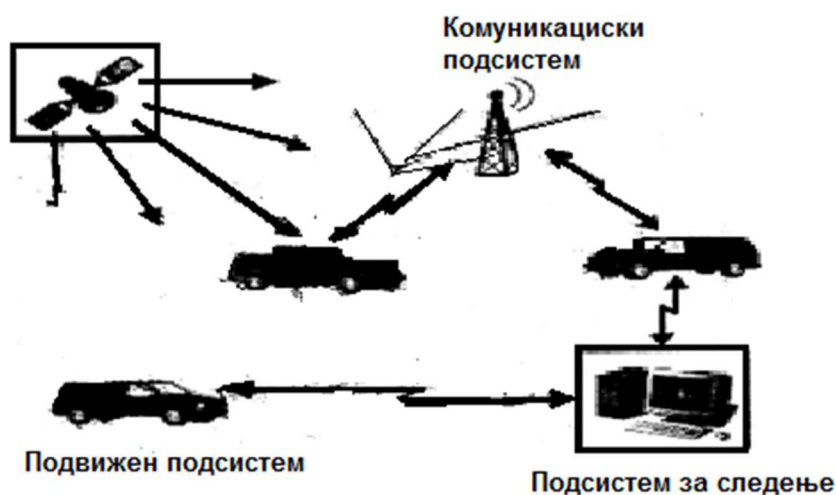 Комуникациски
подсистем
Подвижен подсистем
Подсистем за следење